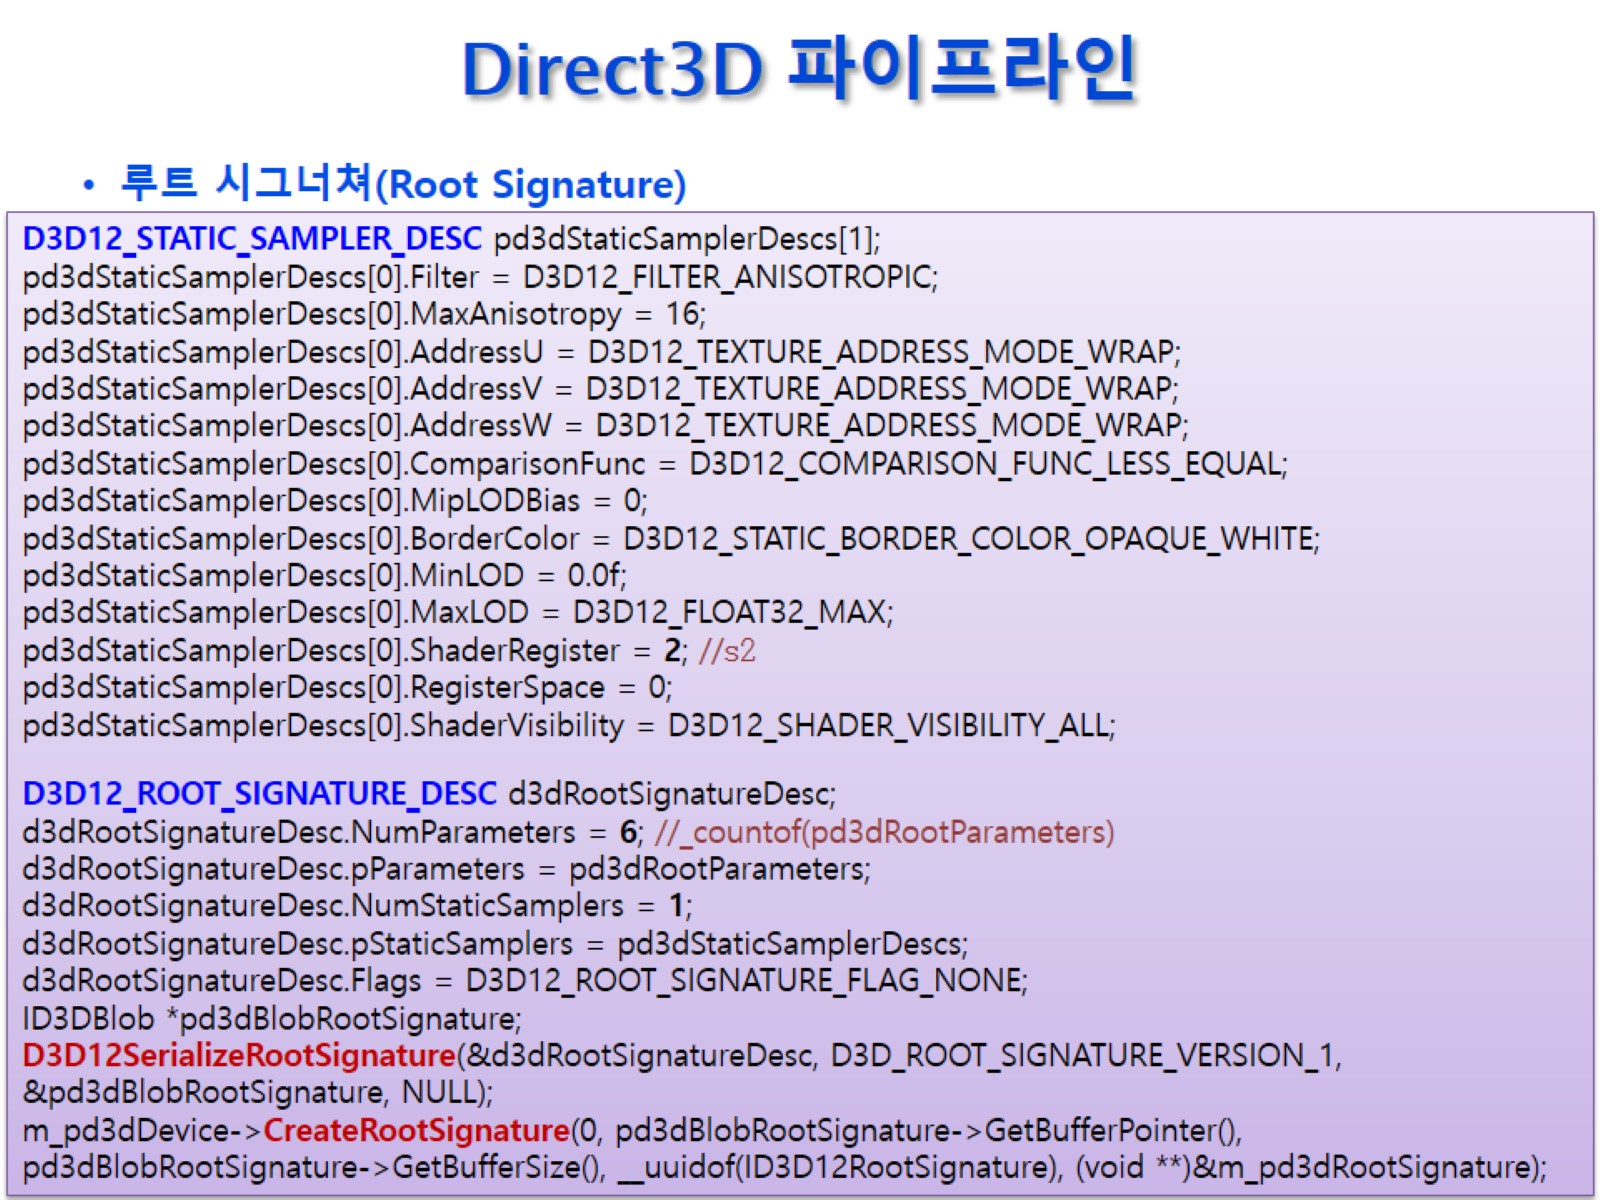 Direct3D 파이프라인
• 루트 시그너쳐(Root Signature)
D3D12_STATIC_SAMPLER_DESC pd3dStaticSamplerDescs[1];
pd3dStaticSamplerDescs[0].Filter = D3D12_FILTER_ANISOTROPIC;
pd3dStaticSamplerDescs[0].MaxAnisotropy = 16;
pd3dStaticSamplerDescs[0].AddressU = D3D12_TEXTURE_ADDRESS_MODE_WRAP;
pd3dStaticSamplerDescs[0].AddressV = D3D12_TEXTURE_ADDRESS_MODE_WRAP;
pd3dStaticSamplerDescs[0].AddressW = D3D12_TEXTURE_ADDRESS_MODE_WRAP;
pd3dStaticSamplerDescs[0].ComparisonFunc = D3D12_COMPARISON_FUNC_LESS_EQUAL;
pd3dStaticSamplerDescs[0].MipLODBias = 0;
pd3dStaticSamplerDescs[0].BorderColor = D3D12_STATIC_BORDER_COLOR_OPAQUE_WHITE;
pd3dStaticSamplerDescs[0].MinLOD = 0.0f;
pd3dStaticSamplerDescs[0].MaxLOD = D3D12_FLOAT32_MAX;
pd3dStaticSamplerDescs[0].ShaderRegister = 2; //s2
pd3dStaticSamplerDescs[0].RegisterSpace = 0;
pd3dStaticSamplerDescs[0].ShaderVisibility = D3D12_SHADER_VISIBILITY_ALL;
D3D12_ROOT_SIGNATURE_DESC d3dRootSignatureDesc;
d3dRootSignatureDesc.NumParameters = 6; //_countof(pd3dRootParameters)
d3dRootSignatureDesc.pParameters = pd3dRootParameters;
d3dRootSignatureDesc.NumStaticSamplers = 1;
d3dRootSignatureDesc.pStaticSamplers = pd3dStaticSamplerDescs;
d3dRootSignatureDesc.Flags = D3D12_ROOT_SIGNATURE_FLAG_NONE;
ID3DBlob *pd3dBlobRootSignature;
D3D12SerializeRootSignature(&d3dRootSignatureDesc, D3D_ROOT_SIGNATURE_VERSION_1,
&pd3dBlobRootSignature, NULL);
m_pd3dDevice->CreateRootSignature(0, pd3dBlobRootSignature->GetBufferPointer(),
pd3dBlobRootSignature->GetBufferSize(), __uuidof(ID3D12RootSignature), (void **)&m_pd3dRootSignature);